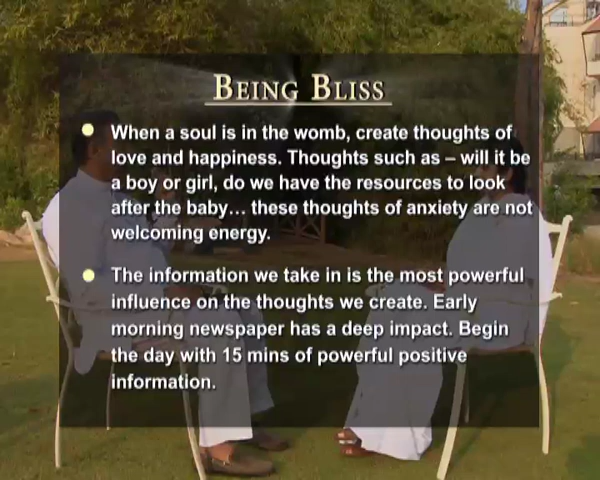 BEING BLISS
When a soul is in the womb, create thoughts of
love and happiness. Thoughts such as – will it be
a boy or girl, do we have the resources to look
after the baby... these thoughts of anxiety are not
welcoming energy.
The information we take in is the most powerful
influence on the thoughts we create. Early
morning newspaper has a deep impact. Begin
the day with 15 mins of powerful positive
information.